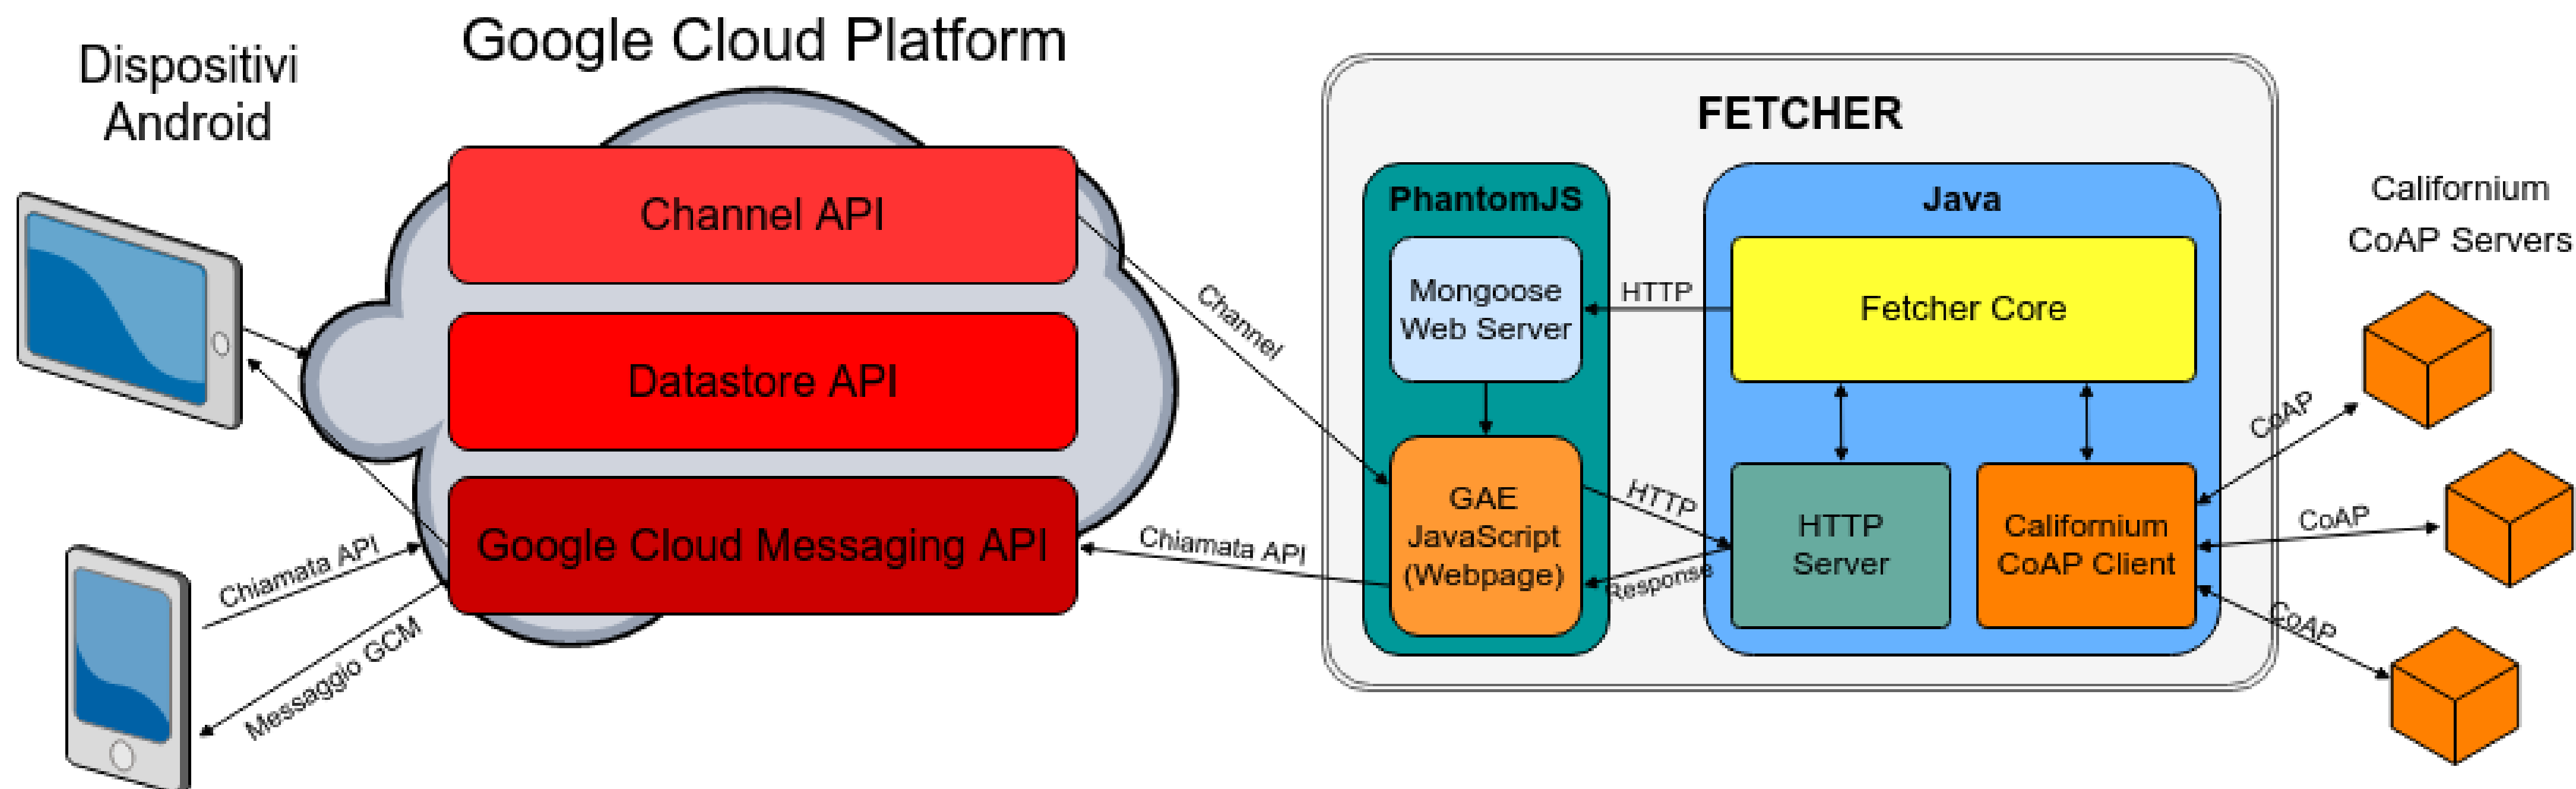 Dispositivi
Android
Google Cloud Platform
Channel API
Datastore API
Google Cloud Messaging API
Chiamata API
Messaggio GCM
Channel
Chiamata API
FETCHER
PhantomJS
Mongoose
Web Server
GAE
JavaScript
(Webpage)
HTTP
HTTP
Response
Java
Fetcher Core
HTTP
Server
Californium
CoAP Client
CoAP
CoAP
CoAP
Californium
CoAP Servers